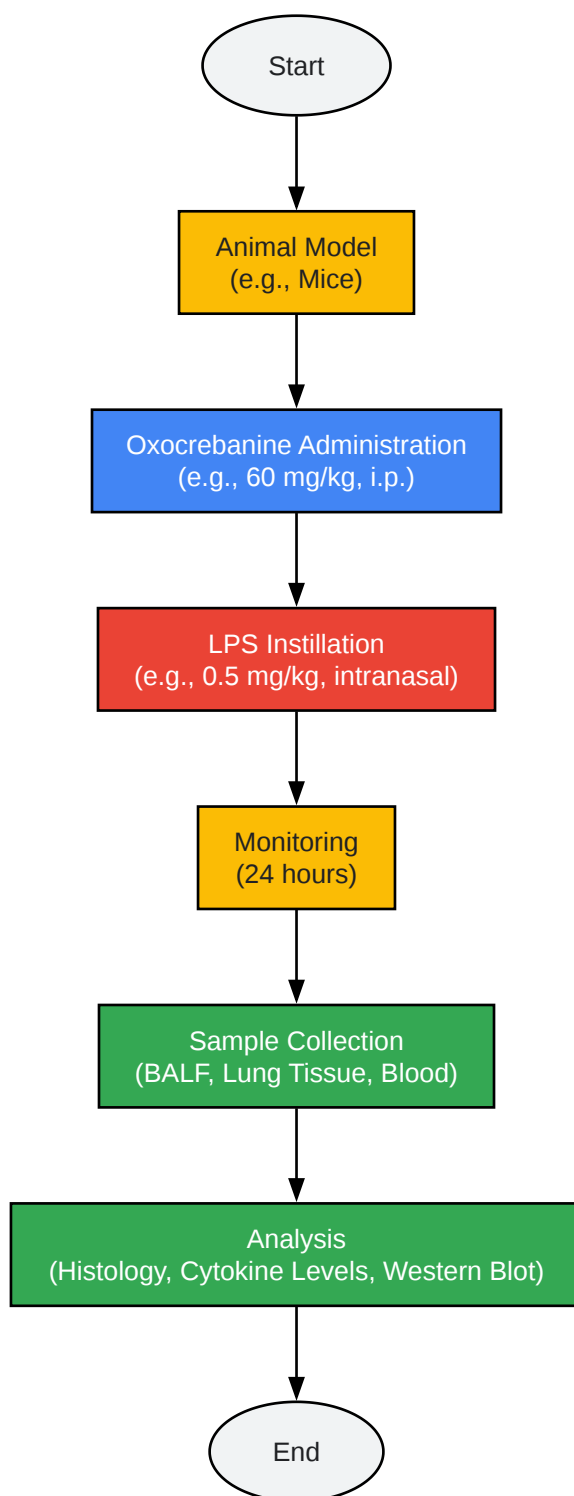 Start
Animal Model
(e.g., Mice)
Oxocrebanine Administration
(e.g., 60 mg/kg, i.p.)
LPS Instillation
(e.g., 0.5 mg/kg, intranasal)
Monitoring
(24 hours)
Sample Collection
(BALF, Lung Tissue, Blood)
Analysis
(Histology, Cytokine Levels, Western Blot)
End